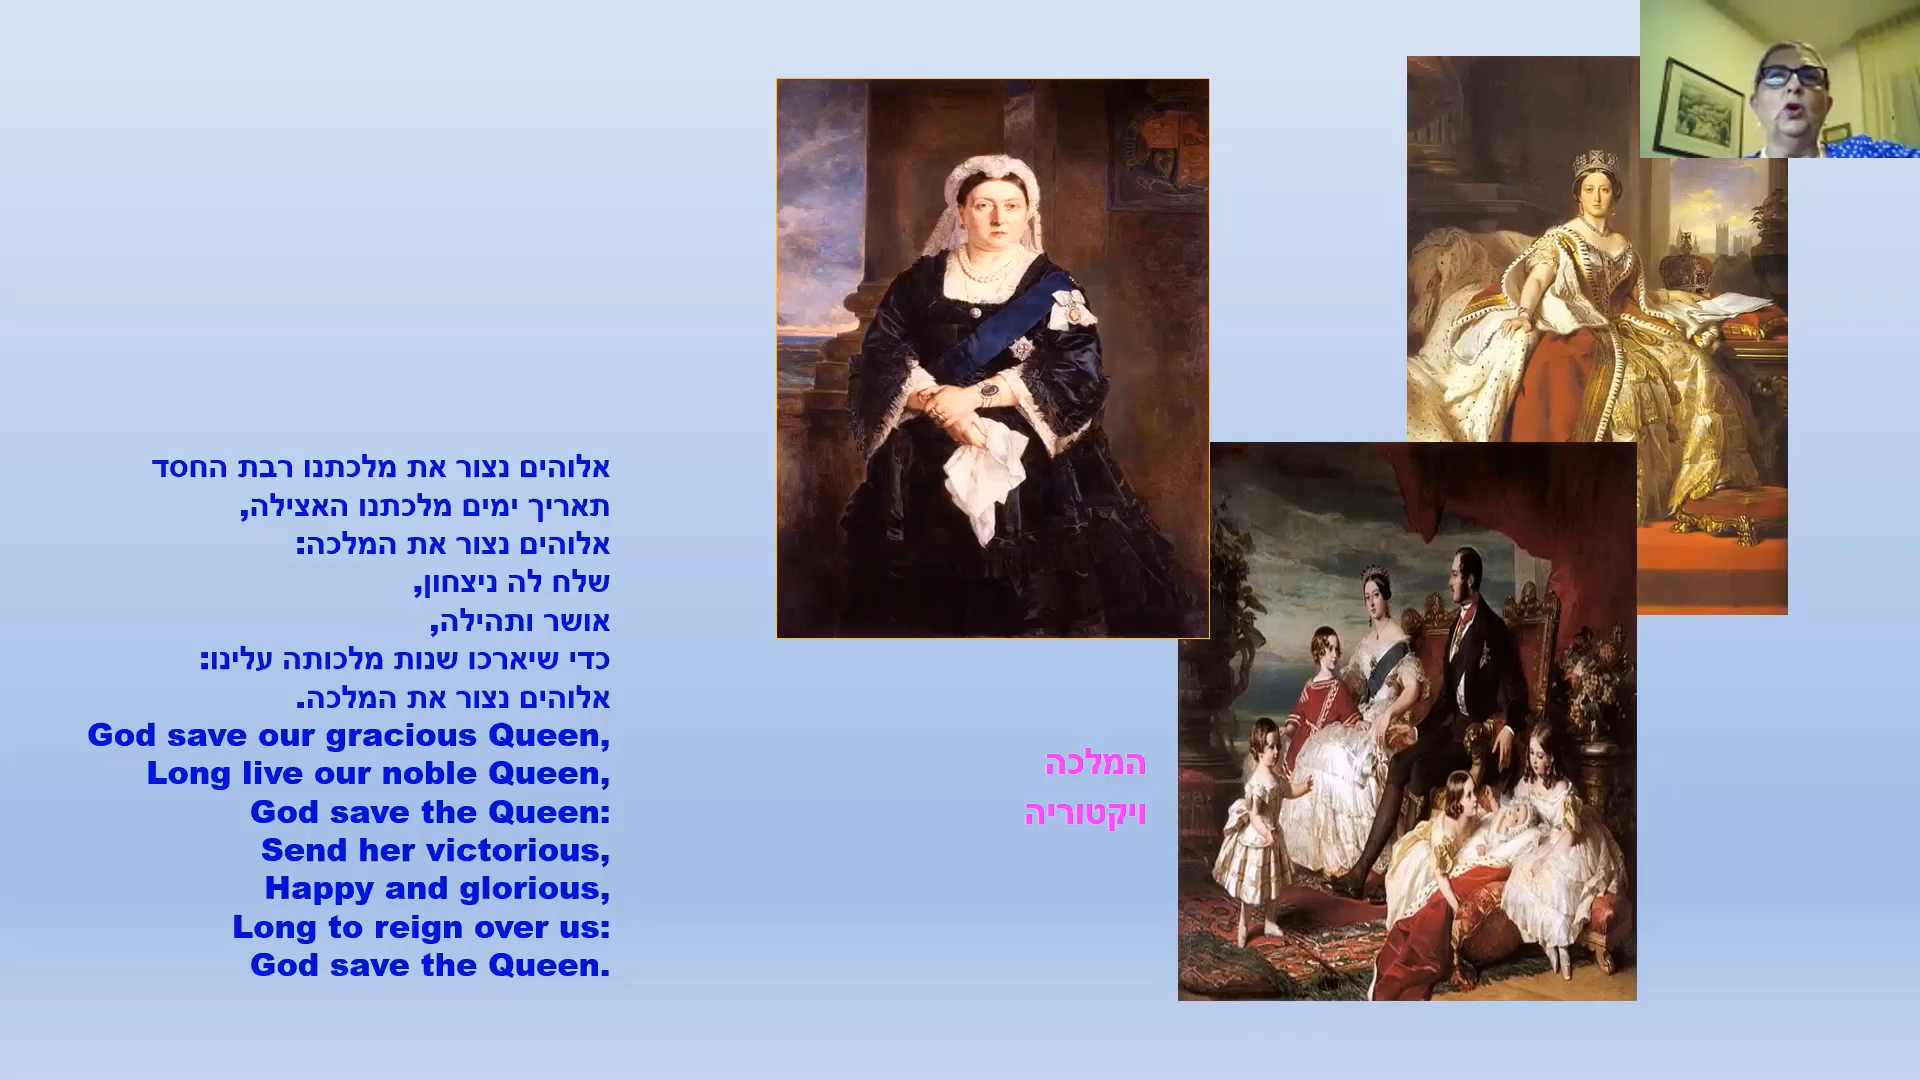 אלוהים נצור את מלכתנו רבת החסד
תאריך ימים מלכתנו האצילה,
אלוהים נצור את המלכה:
שלח לה ניצחון,
אושר ותהילה,
כדי שיארכו שנות מלכותה עלינו:
אלוהים נצור את המלכה.
God save our gracious Queen,
Long live our noble Queen,
God save the Queen:
Send her victorious,
Happy and glorious,
Long to reign over us:
God save the Queen.
המלכה
ויקטוריה